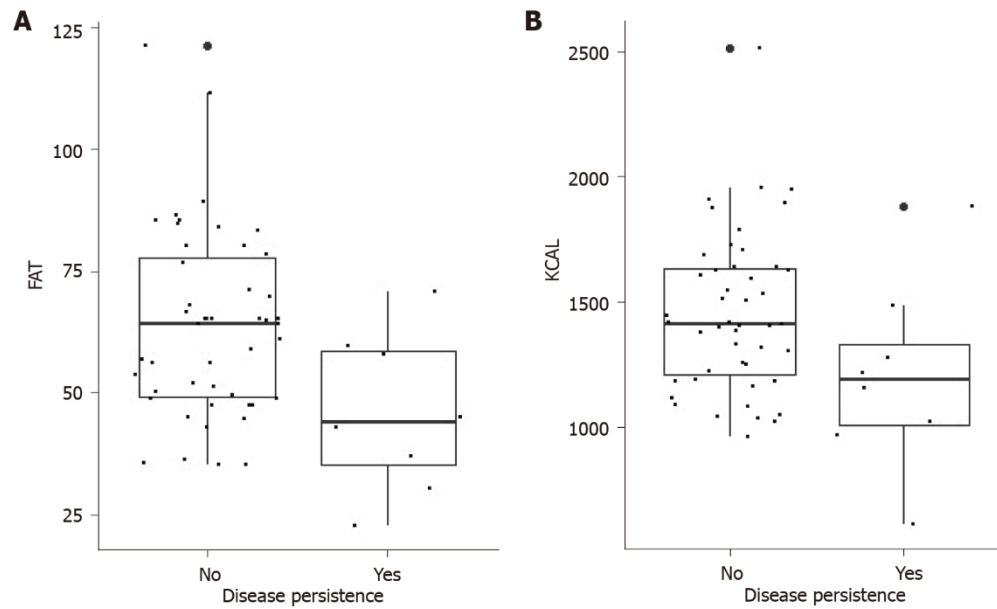 A
125
100
75
50
25
FAT
No Yes
Disease persistence
B
2500
2000
1500
1000
KCAL
No Yes
Disease persistence